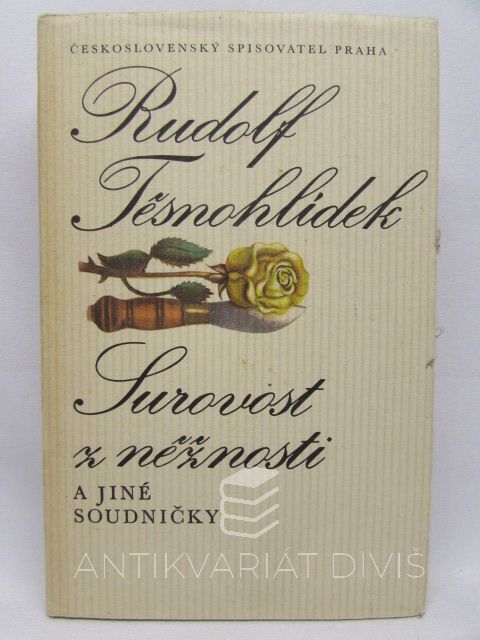 ČESKOSLOVENSKÝ SPISOVATEL PRAHA
Rudolf
Těsnohlídek
Surovost
z něžnosti
A JINÉ
SOUDNIČKY
ANTIKVARIÁT DIVIŠ